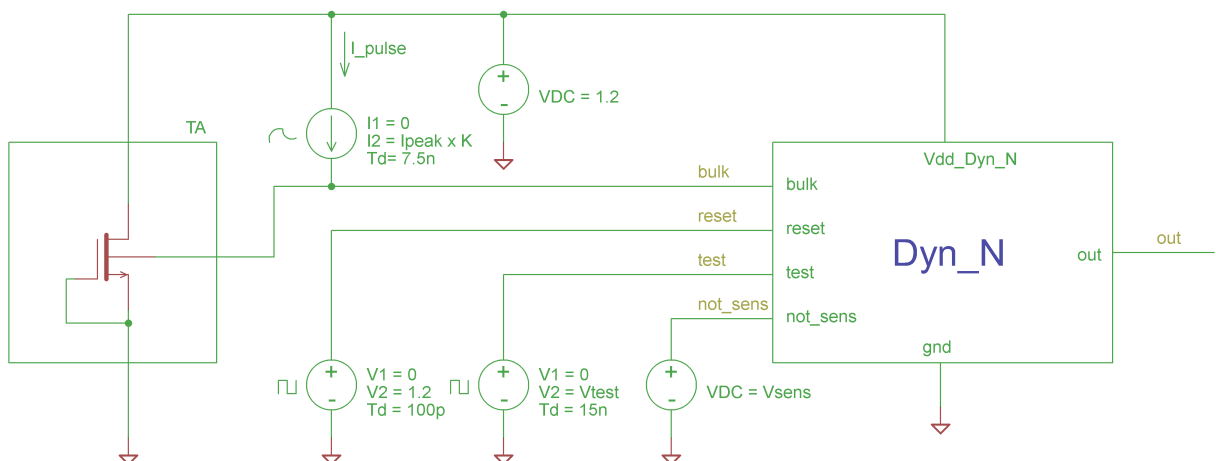 I_pulse
VDC = 1.2
TA
I1 = 0
I2 = Ipeak x K
Td= 7.5n
Vdd_Dyn_N
bulk
bulk
reset
reset
Dyn_N
out
out
test
test
not_sens
not_sens
gnd
V1 = 0
V2 = 1.2
Td = 100p
V1 = 0
V2 = Vtest
Td = 15n
VDC = Vsens